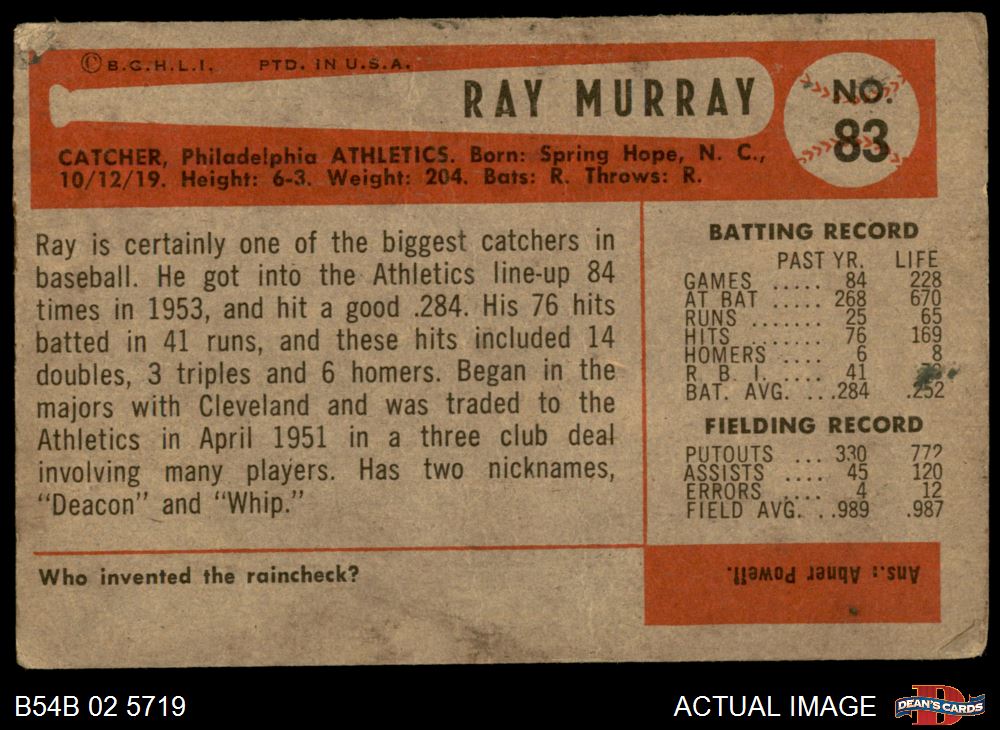 ©B.G.H.L.I. PTD. IN U.S.A.
RAY MURRAY
NO.
83
CATCHER, Philadelphia ATHLETICS. Born: Spring Hope, N. C.,
10/12/19. Height: 6-3. Weight: 204. Bats: R. Throws: R.
Ray is certainly one of the biggest catchers in
baseball. He got into the Athletics line-up 84
times in 1953, and hit a good .284. His 76 hits
batted in 41 runs, and these hits included 14
doubles, 3 triples and 6 homers. Began in the
majors with Cleveland and was traded to the
Athletics in April 1951 in a three club deal
involving many players. Has two nicknames,
“Deacon” and “Whip.”
BATTING RECORD
PAST YR. LIFE
GAMES ..... 84 228
AT BAT ..... 268 670
RUNS ....... 25 65
HITS ....... 76 169
HOMERS .... 6 8
R. B. I. .... 41
BAT. AVG. ...284 .252
FIELDING RECORD
PUTOUTS ... 330 772
ASSISTS .... 45 120
ERRORS .... 4 12
FIELD AVG. ..989 .987
Who invented the raincheck?
Ans.: Abner Powell.
B54B 02 5719
ACTUAL IMAGE
DEAN'S CARDS